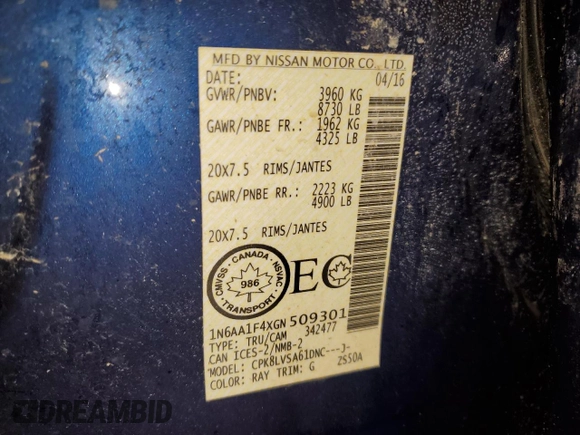 MFD BY NISSAN MOTOR CO., LTD.
DATE: 04/16
GVWR/PNBV: 3960 KG
8730 LB
GAWR/PNBE FR.: 1962 KG
4325 LB
20X7.5 RIMS/JANTES
GAWR/PNBE RR.: 2223 KG
4900 LB
20X7.5 RIMS/JANTES
CMVSS · CANADA · NSVAC · TRANSPORT ·
986
EC
1N6AA1F4XGN509301
TYPE: TRU/CAM 342477
CAN ICES-2/NMB-2
MODEL: CPK8LVSA61DNC---J-
COLOR: RAY TRIM: G ZS50A
DREAMBID